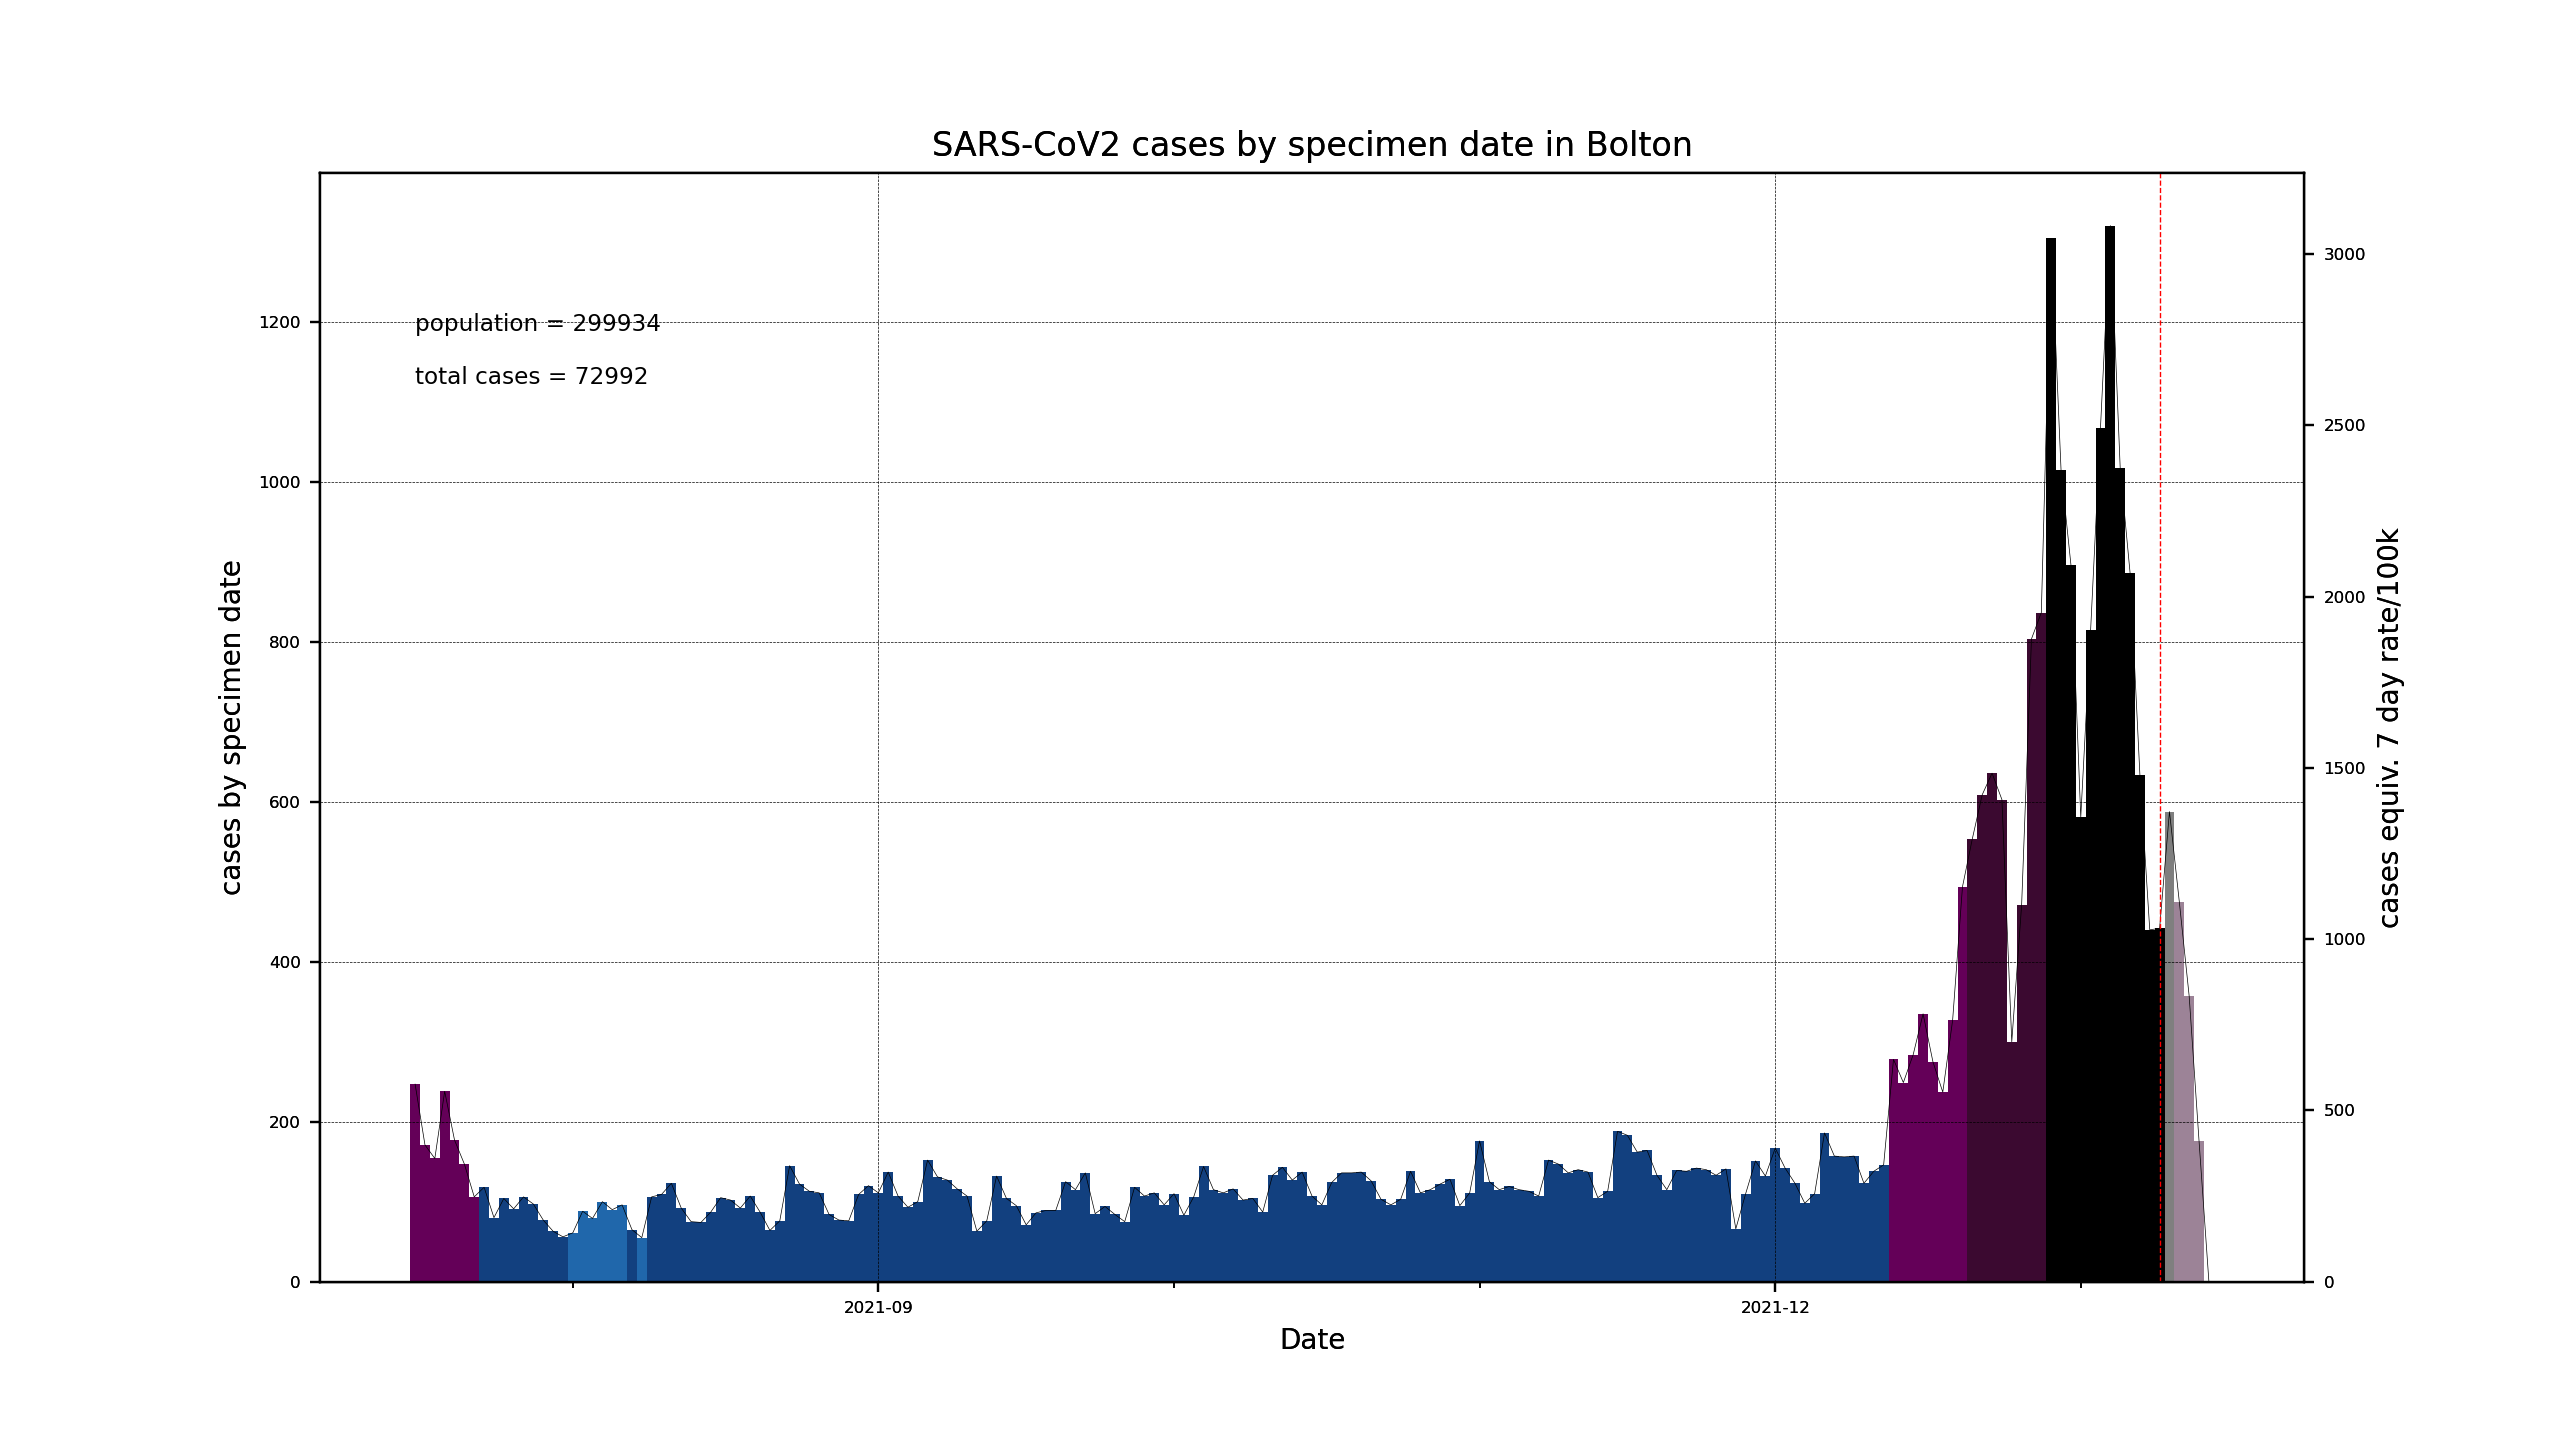 SARS-CoV2 cases by specimen date in Bolton
population = 299934
total cases = 72992
cases by specimen date
1200
1000
800
600
400
200
0
3000
2500
2000
1500
1000
500
0
cases equiv. 7 day rate/100k
2021-09
2021-12
Date